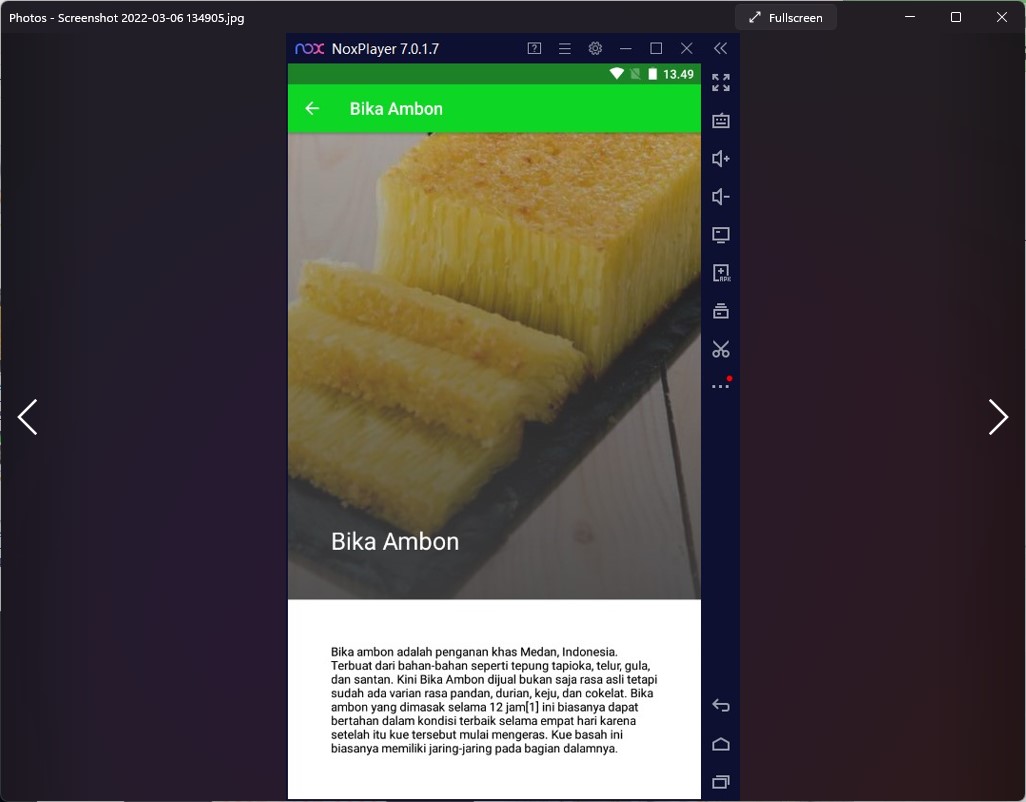 Photos - Screenshot 2022-03-06 134905.jpg
Fullscreen
nox NoxPlayer 7.0.1.7
13.49
Bika Ambon
Bika Ambon
Bika ambon adalah penganan khas Medan, Indonesia.
Terbuat dari bahan-bahan seperti tepung tapioka, telur, gula,
dan santan. Kini Bika Ambon dijual bukan saja rasa asli tetapi
sudah ada varian rasa pandan, durian, keju, dan cokelat. Bika
ambon yang dimasak selama 12 jam[1] ini biasanya dapat
bertahan dalam kondisi terbaik selama empat hari karena
setelah itu kue tersebut mulai mengeras. Kue basah ini
biasanya memiliki jaring-jaring pada bagian dalamnya.